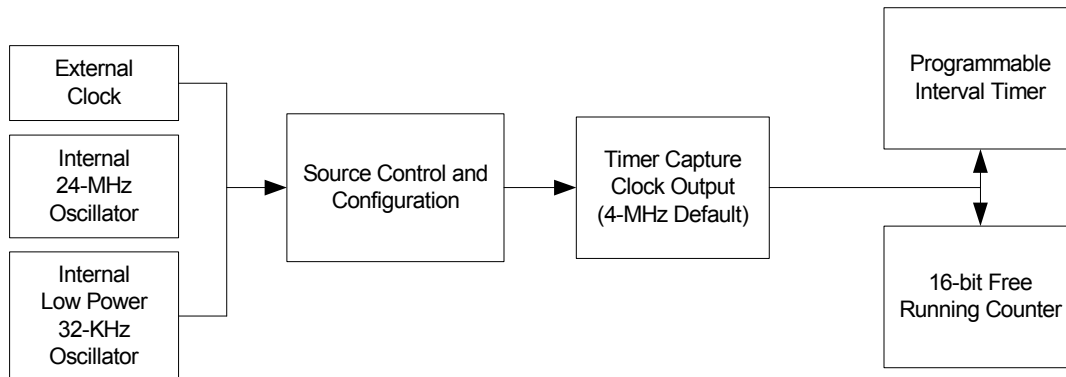 External
Clock
Internal
24-MHz
Oscillator
Internal
Low Power
32-KHz
Oscillator
Source Control and
Configuration
Timer Capture
Clock Output
(4-MHz Default)
Programmable
Interval Timer
16-bit Free
Running Counter